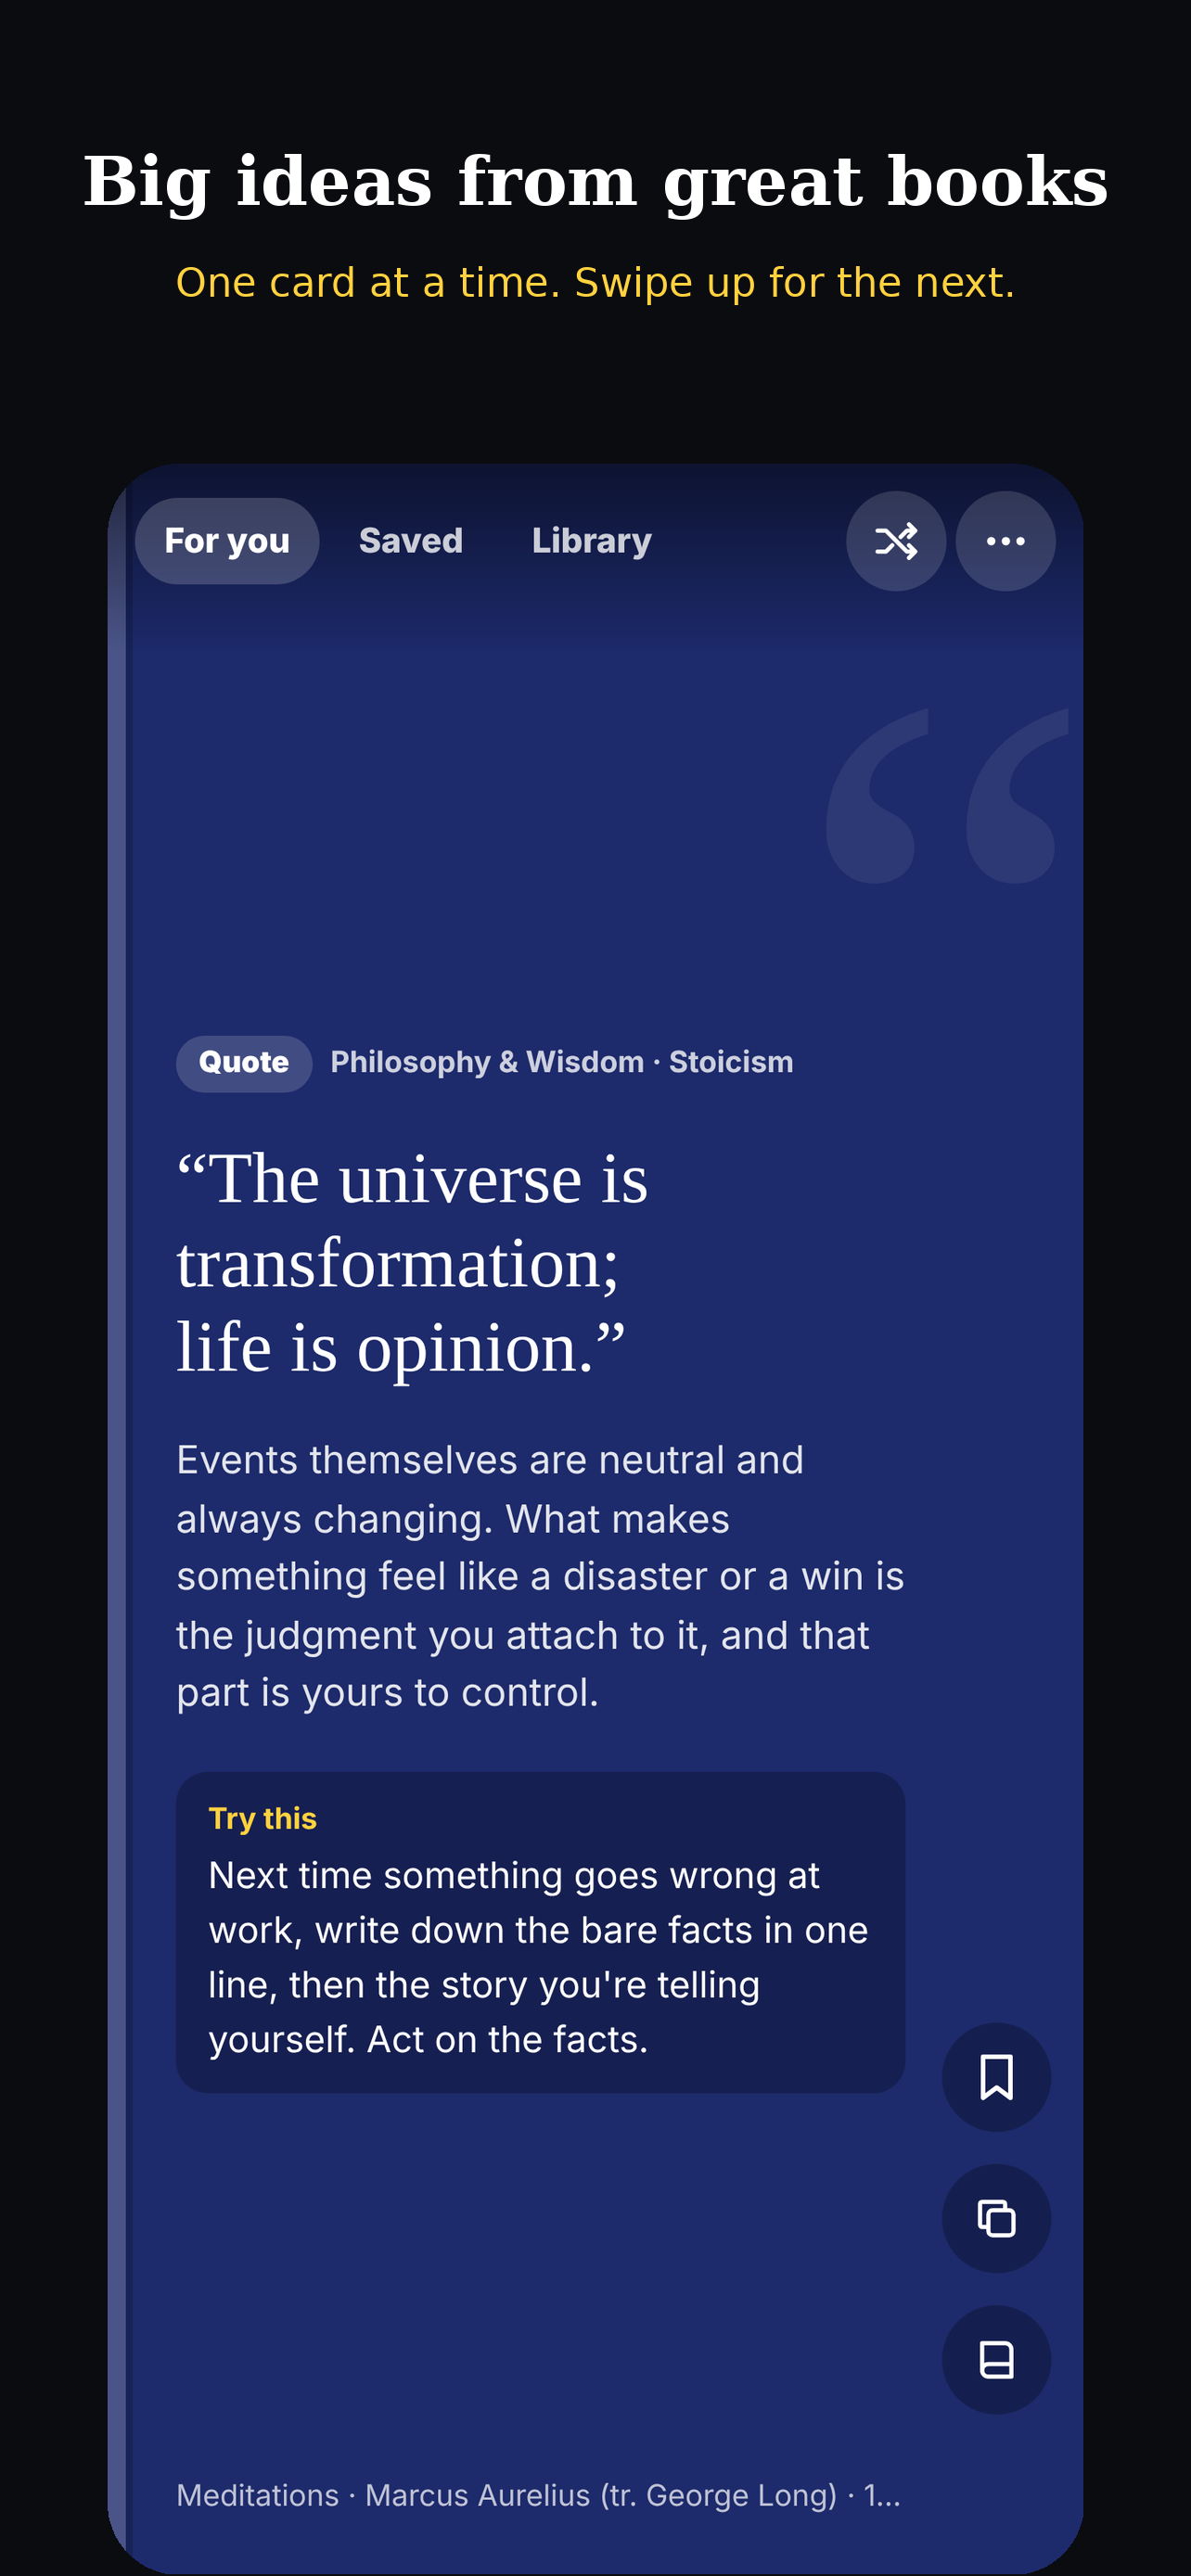 Big ideas from great books
One card at a time. Swipe up for the next.
For you Saved Library
Quote Philosophy & Wisdom · Stoicism
“The universe is
transformation;
life is opinion.”
Events themselves are neutral and
always changing. What makes
something feel like a disaster or a win is
the judgment you attach to it, and that
part is yours to control.
Try this
Next time something goes wrong at
work, write down the bare facts in one
line, then the story you're telling
yourself. Act on the facts.
Meditations · Marcus Aurelius (tr. George Long) · 1...